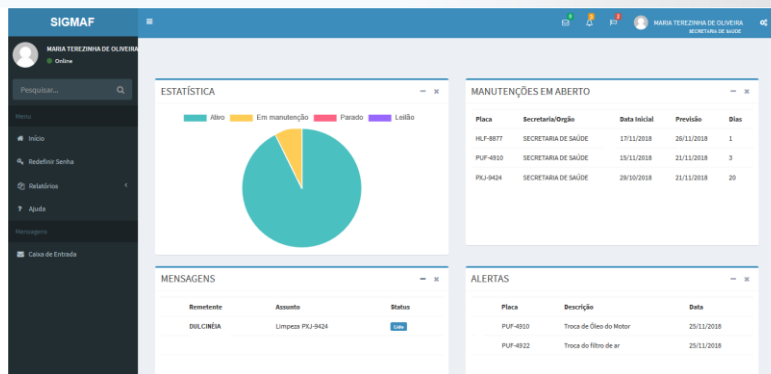 SIGMAF
0 2 2 MARIA TEREZINHA DE OLIVEIRA
SECRETARIA DE SAÚDE
MARIA TEREZINHA DE OLIVEIRA
Online
Pesquisar...
Menu
Início
Redefinir Senha
Relatórios
Ajuda
Mensagens
Caixa de Entrada
ESTATÍSTICA
Ativo Em manutenção Parado Leilão
MANUTENÇÕES EM ABERTO
Placa Secretaria/Orgão Data Inicial Previsão Dias
HLF-8877 SECRETARIA DE SAÚDE 17/11/2018 26/11/2018 1
PUF-4910 SECRETARIA DE SAÚDE 15/11/2018 21/11/2018 3
PXJ-9424 SECRETARIA DE SAÚDE 29/10/2018 21/11/2018 20
MENSAGENS
Remetente Assunto Status
DULCINÉIA Limpeza PXJ-9424
ALERTAS
Placa Descrição Data
PUF-4910 Troca de Óleo do Motor 25/11/2018
PUF-4922 Troca do filtro de ar 25/11/2018